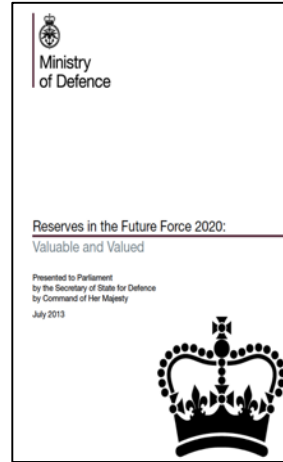 Ministry
of Defence
Reserves in the Future Force 2020:
Valuable and Valued
Presented to Parliament
by the Secretary of State for Defence
by Command of Her Majesty
July 2013